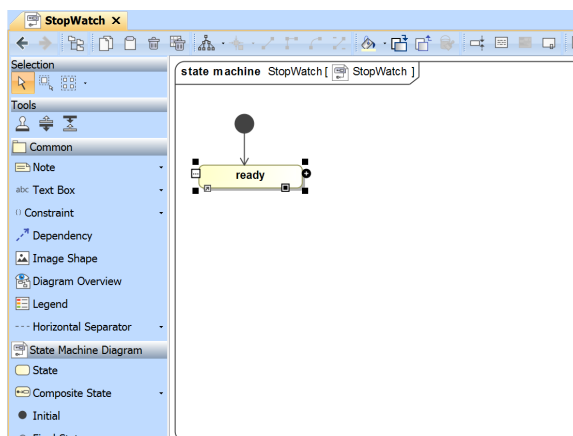 StopWatch ×
Selection
state machine StopWatch [ StopWatch ]
Tools
Common
Note
ready
abc Text Box
Constraint
Dependency
Image Shape
Diagram Overview
Legend
Horizontal Separator
State Machine Diagram
State
Composite State
Initial